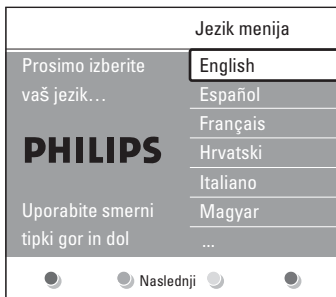 Jezik menija
Prosimo izberite
vaš jezik...
PHILIPS
Uporabite smerni
tipki gor in dol
English
Español
Français
Hrvatski
Italiano
Magyar
...
Naslednji